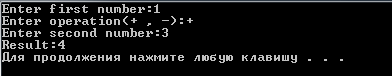 Enter first number:1
Enter operation(+ , -):+
Enter second number:3
Result:4
Для продолжения нажмите любую клавишу . . .